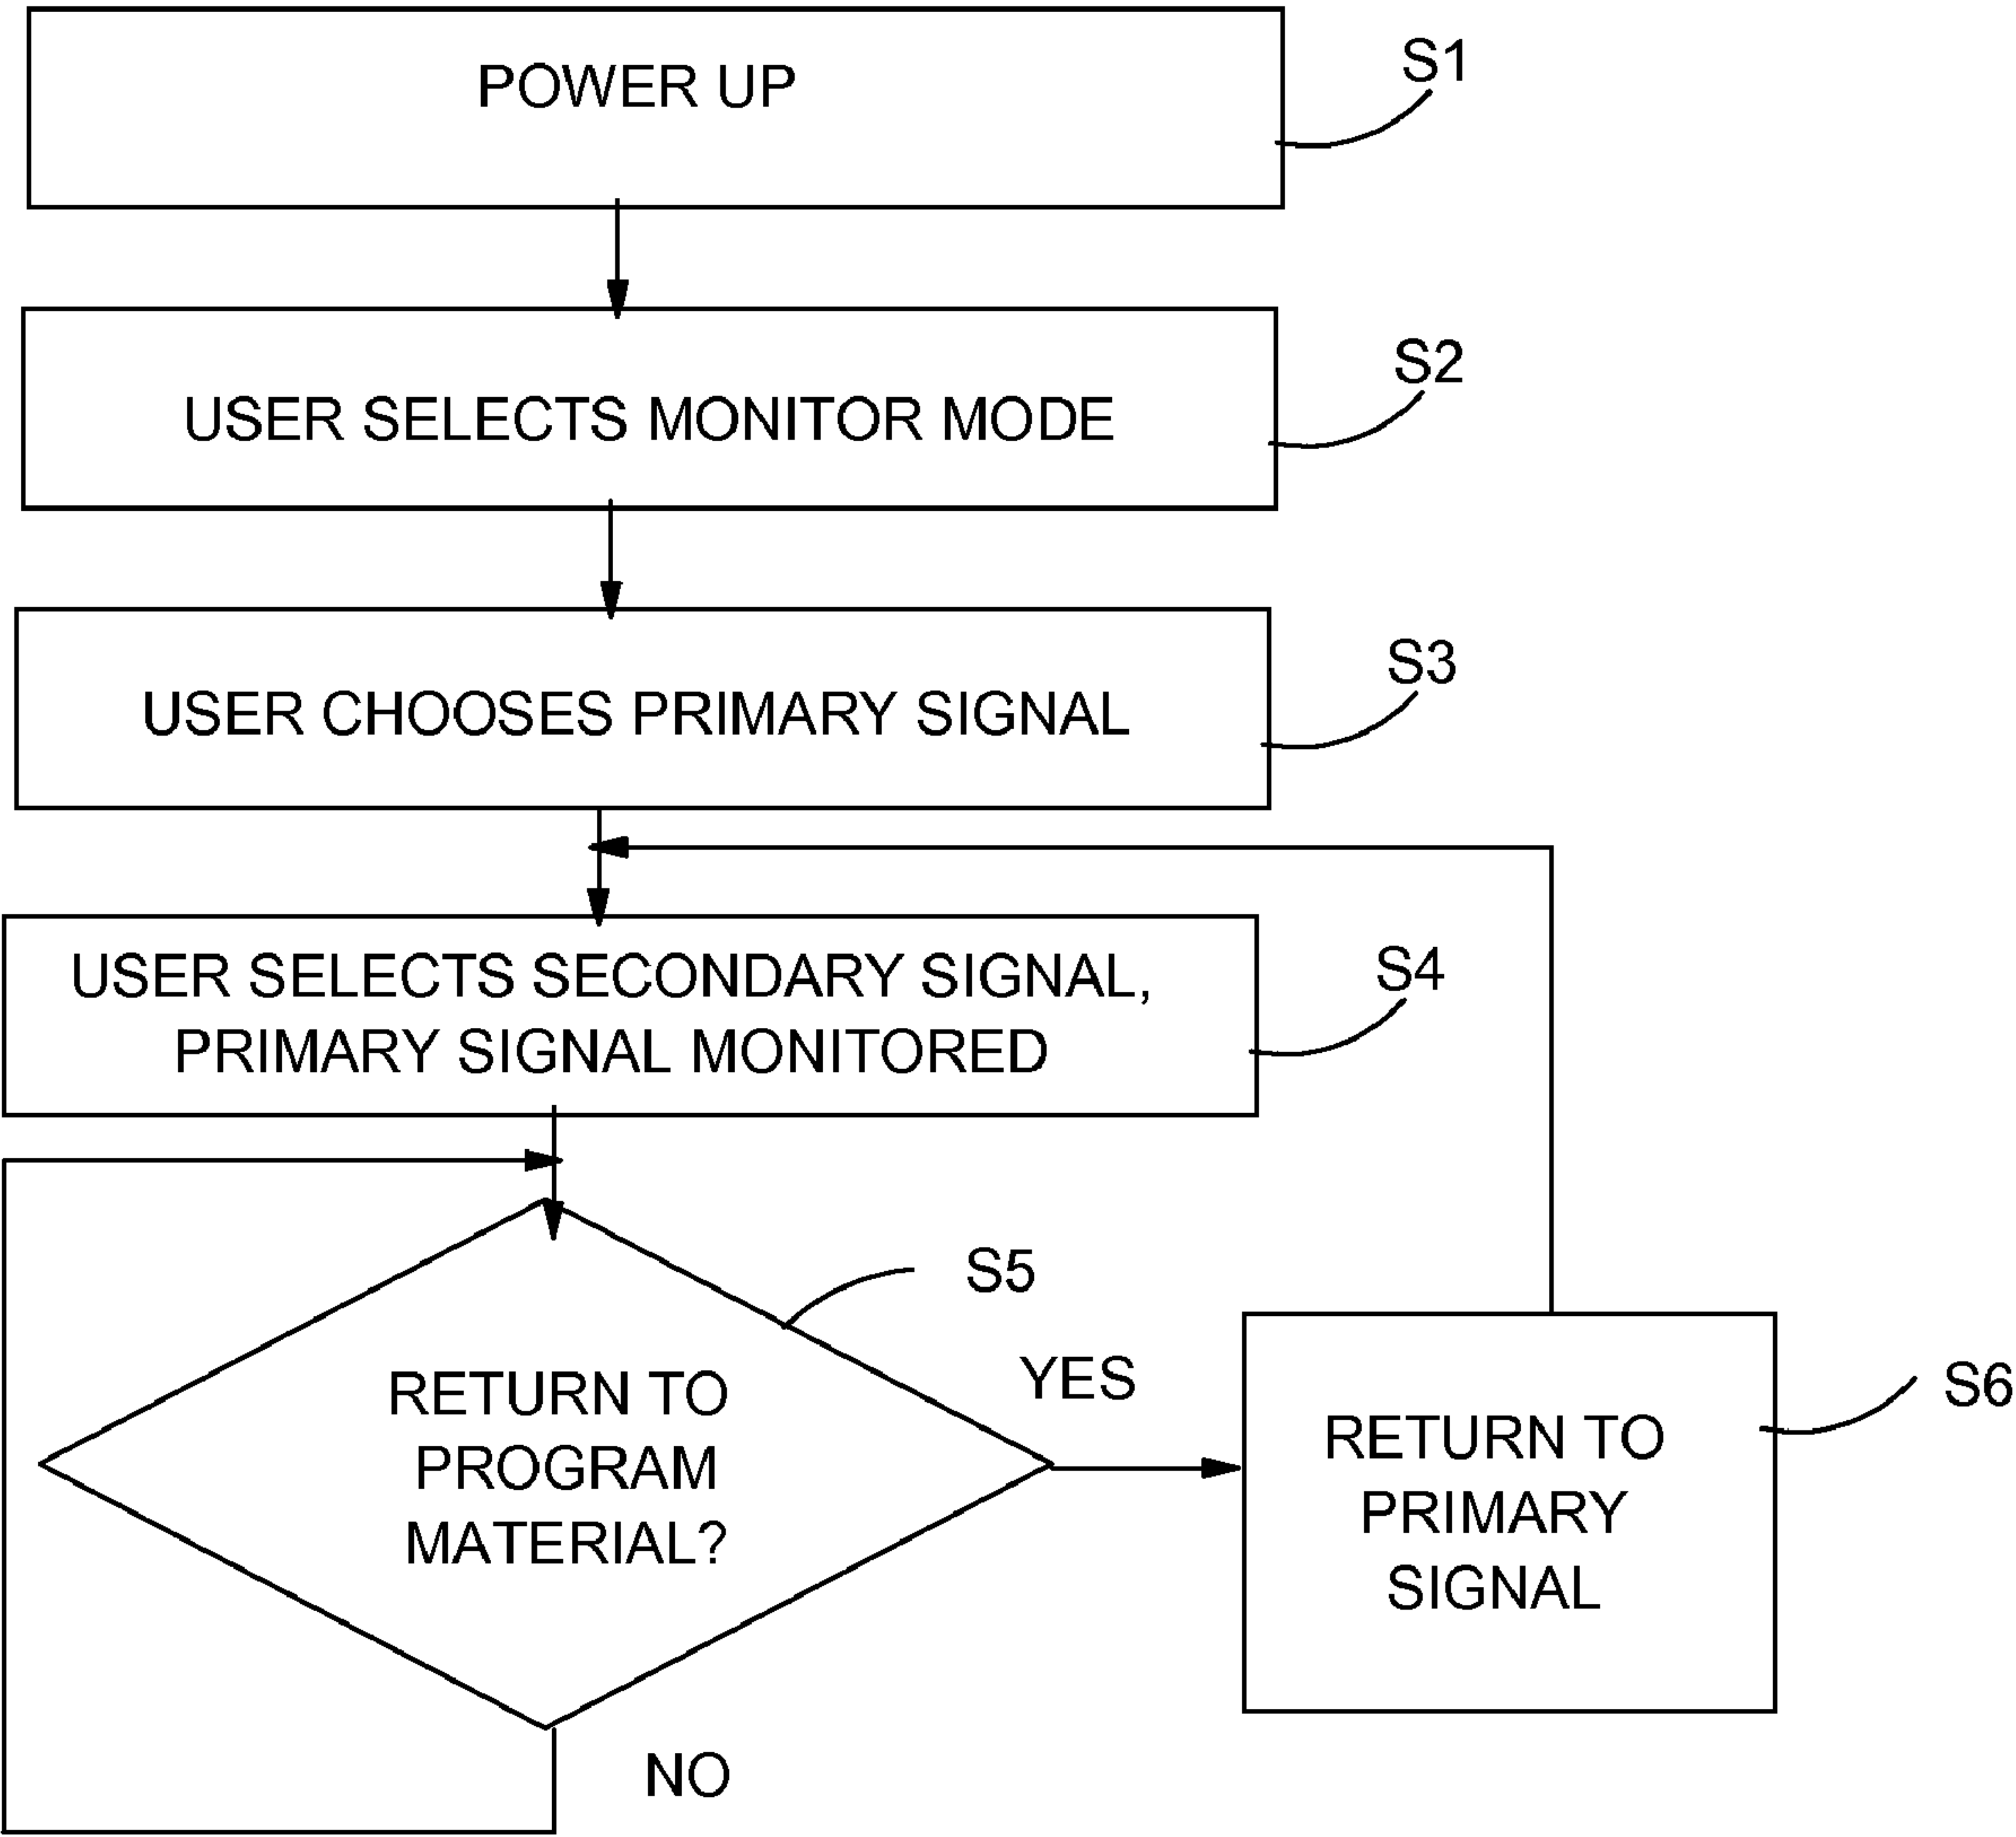 POWER UP
S1
USER SELECTS MONITOR MODE
S2
USER CHOOSES PRIMARY SIGNAL
S3
USER SELECTS SECONDARY SIGNAL,
PRIMARY SIGNAL MONITORED
S4
S5
RETURN TO
PROGRAM
MATERIAL?
YES
NO
RETURN TO
PRIMARY
SIGNAL
S6